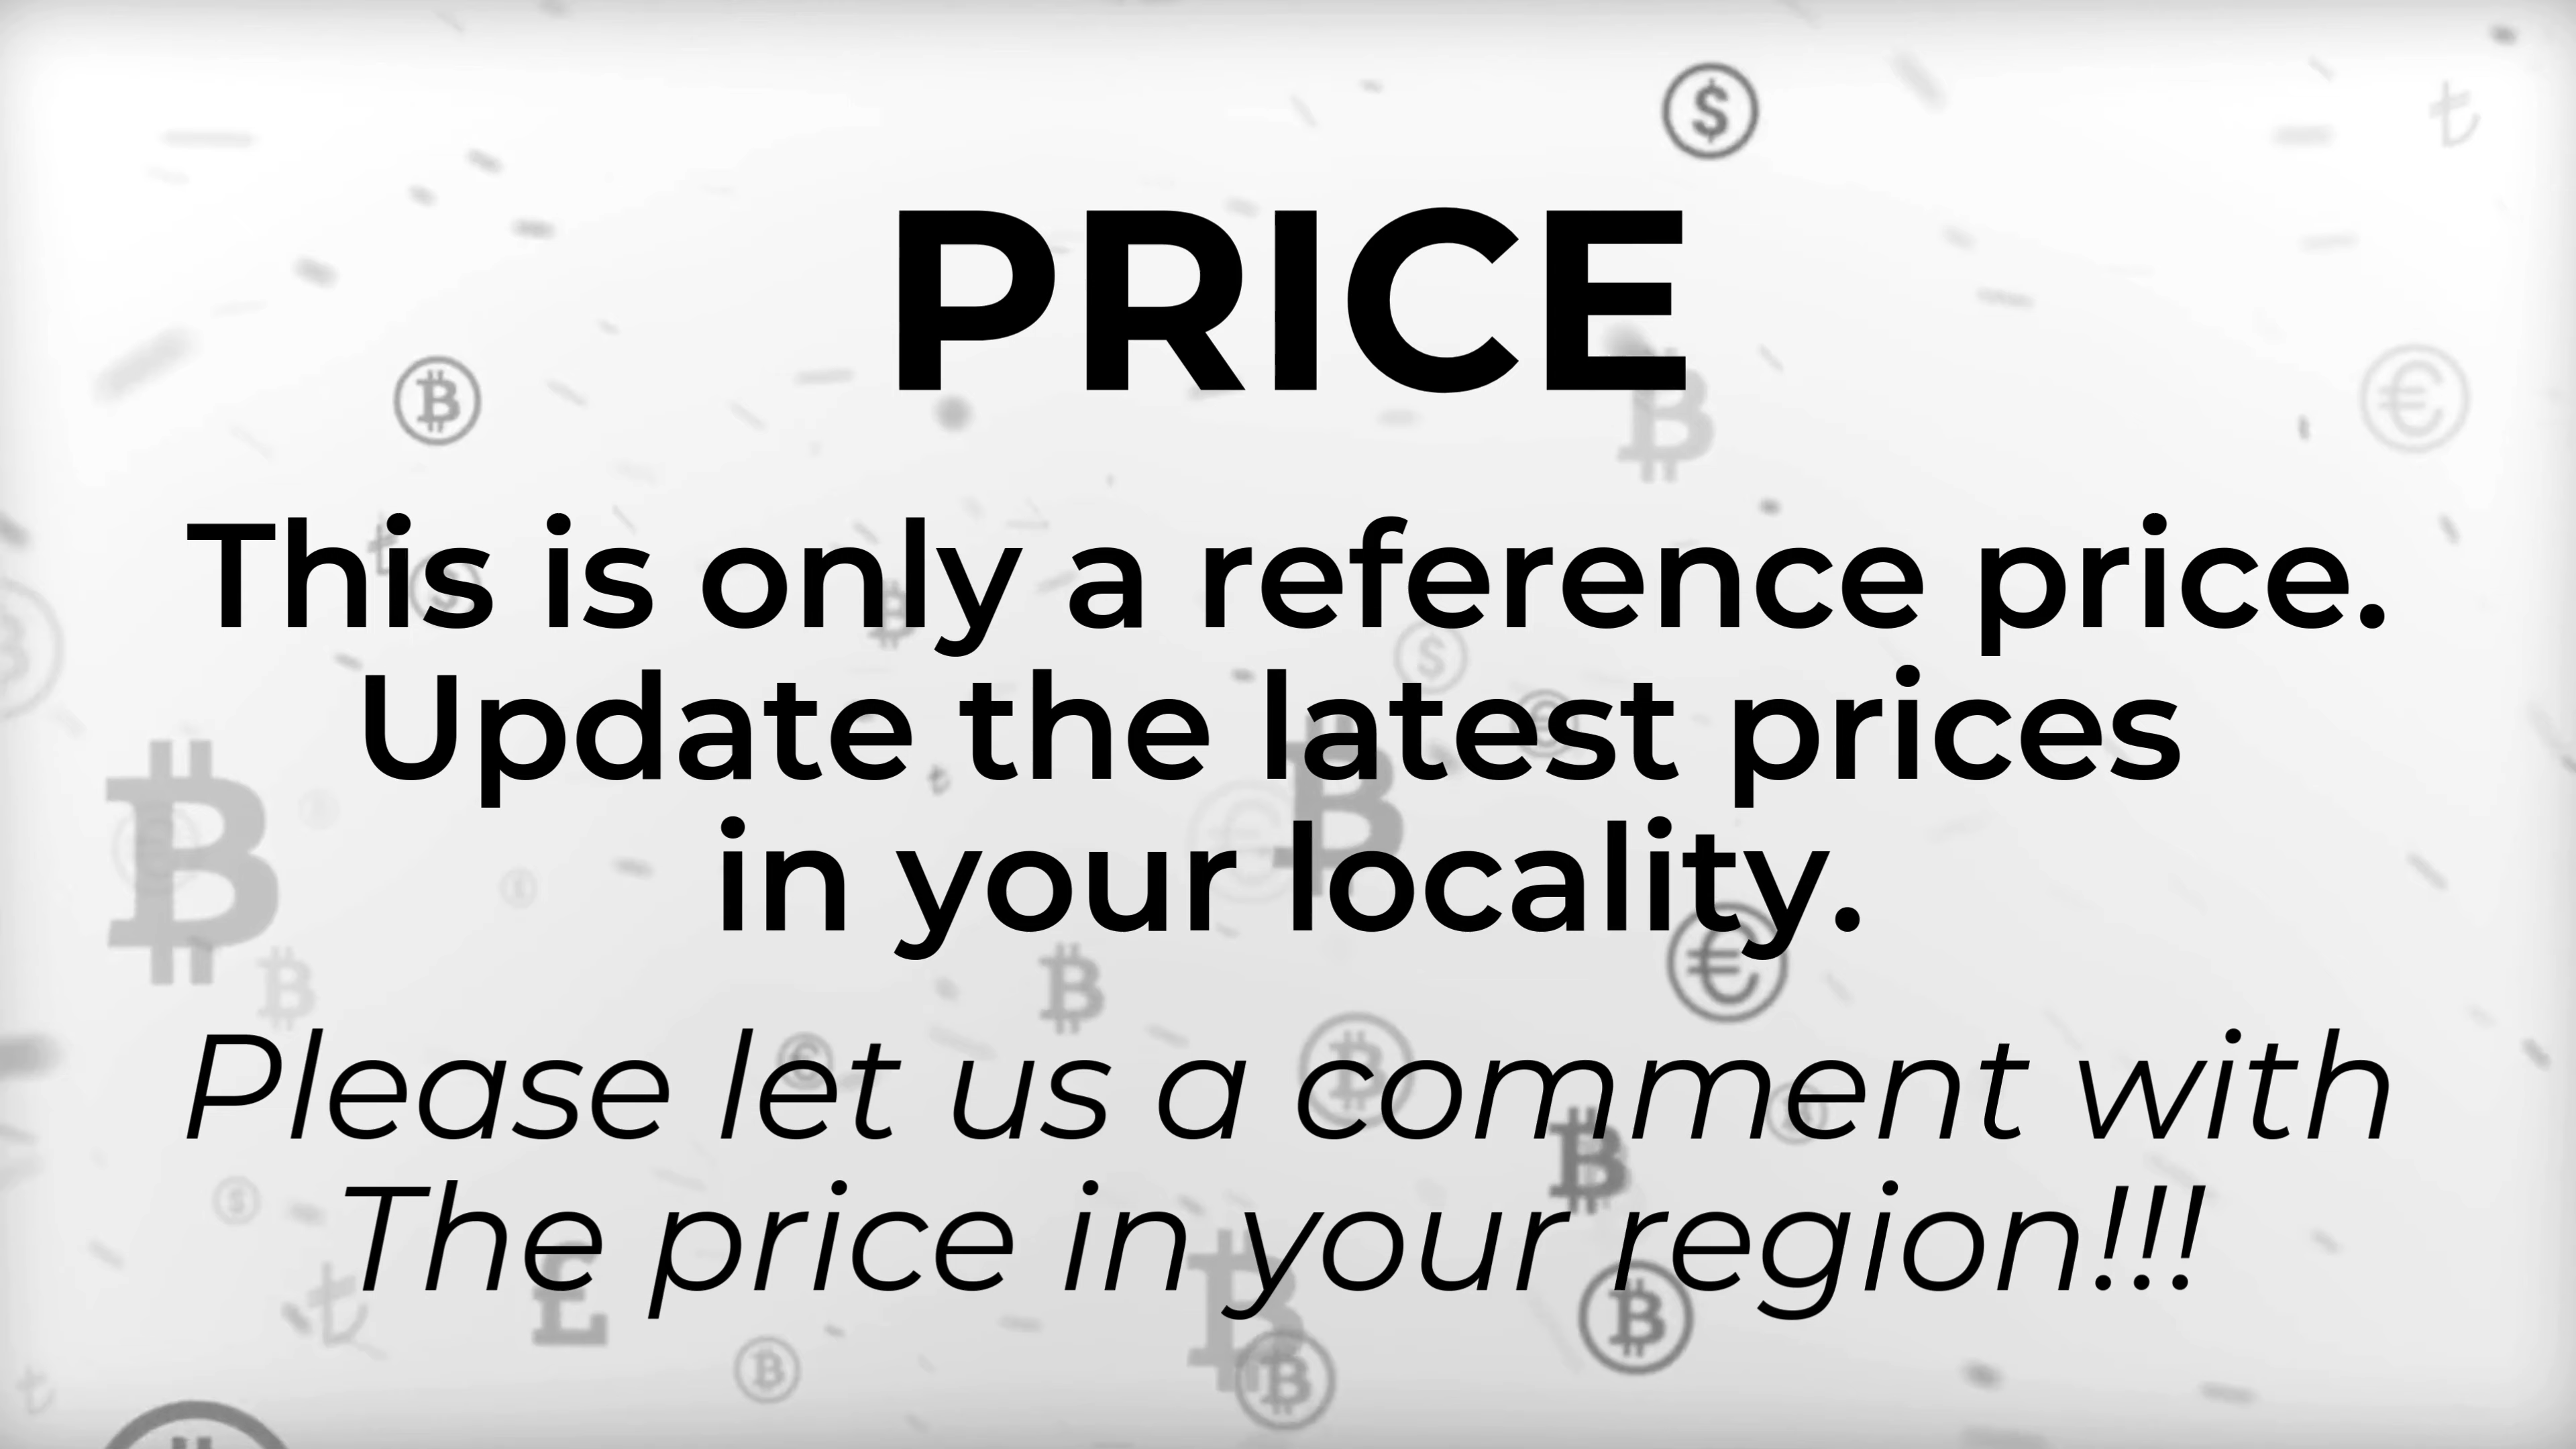 PRICE
This is only a reference price.
Update the latest prices
in your locality.
Please let us a comment with
The price in your region!!!